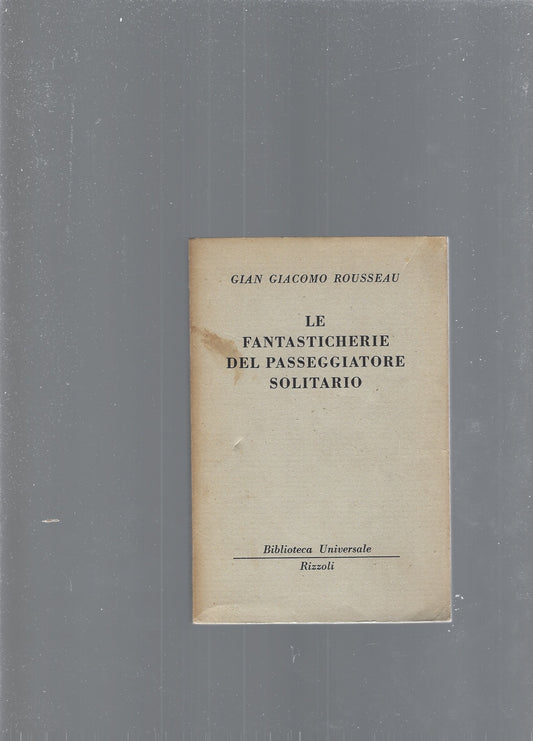 GIAN GIACOMO ROUSSEAU
LE
FANTASTICHERIE
DEL PASSEGGIATORE
SOLITARIO
Biblioteca Universale
Rizzoli